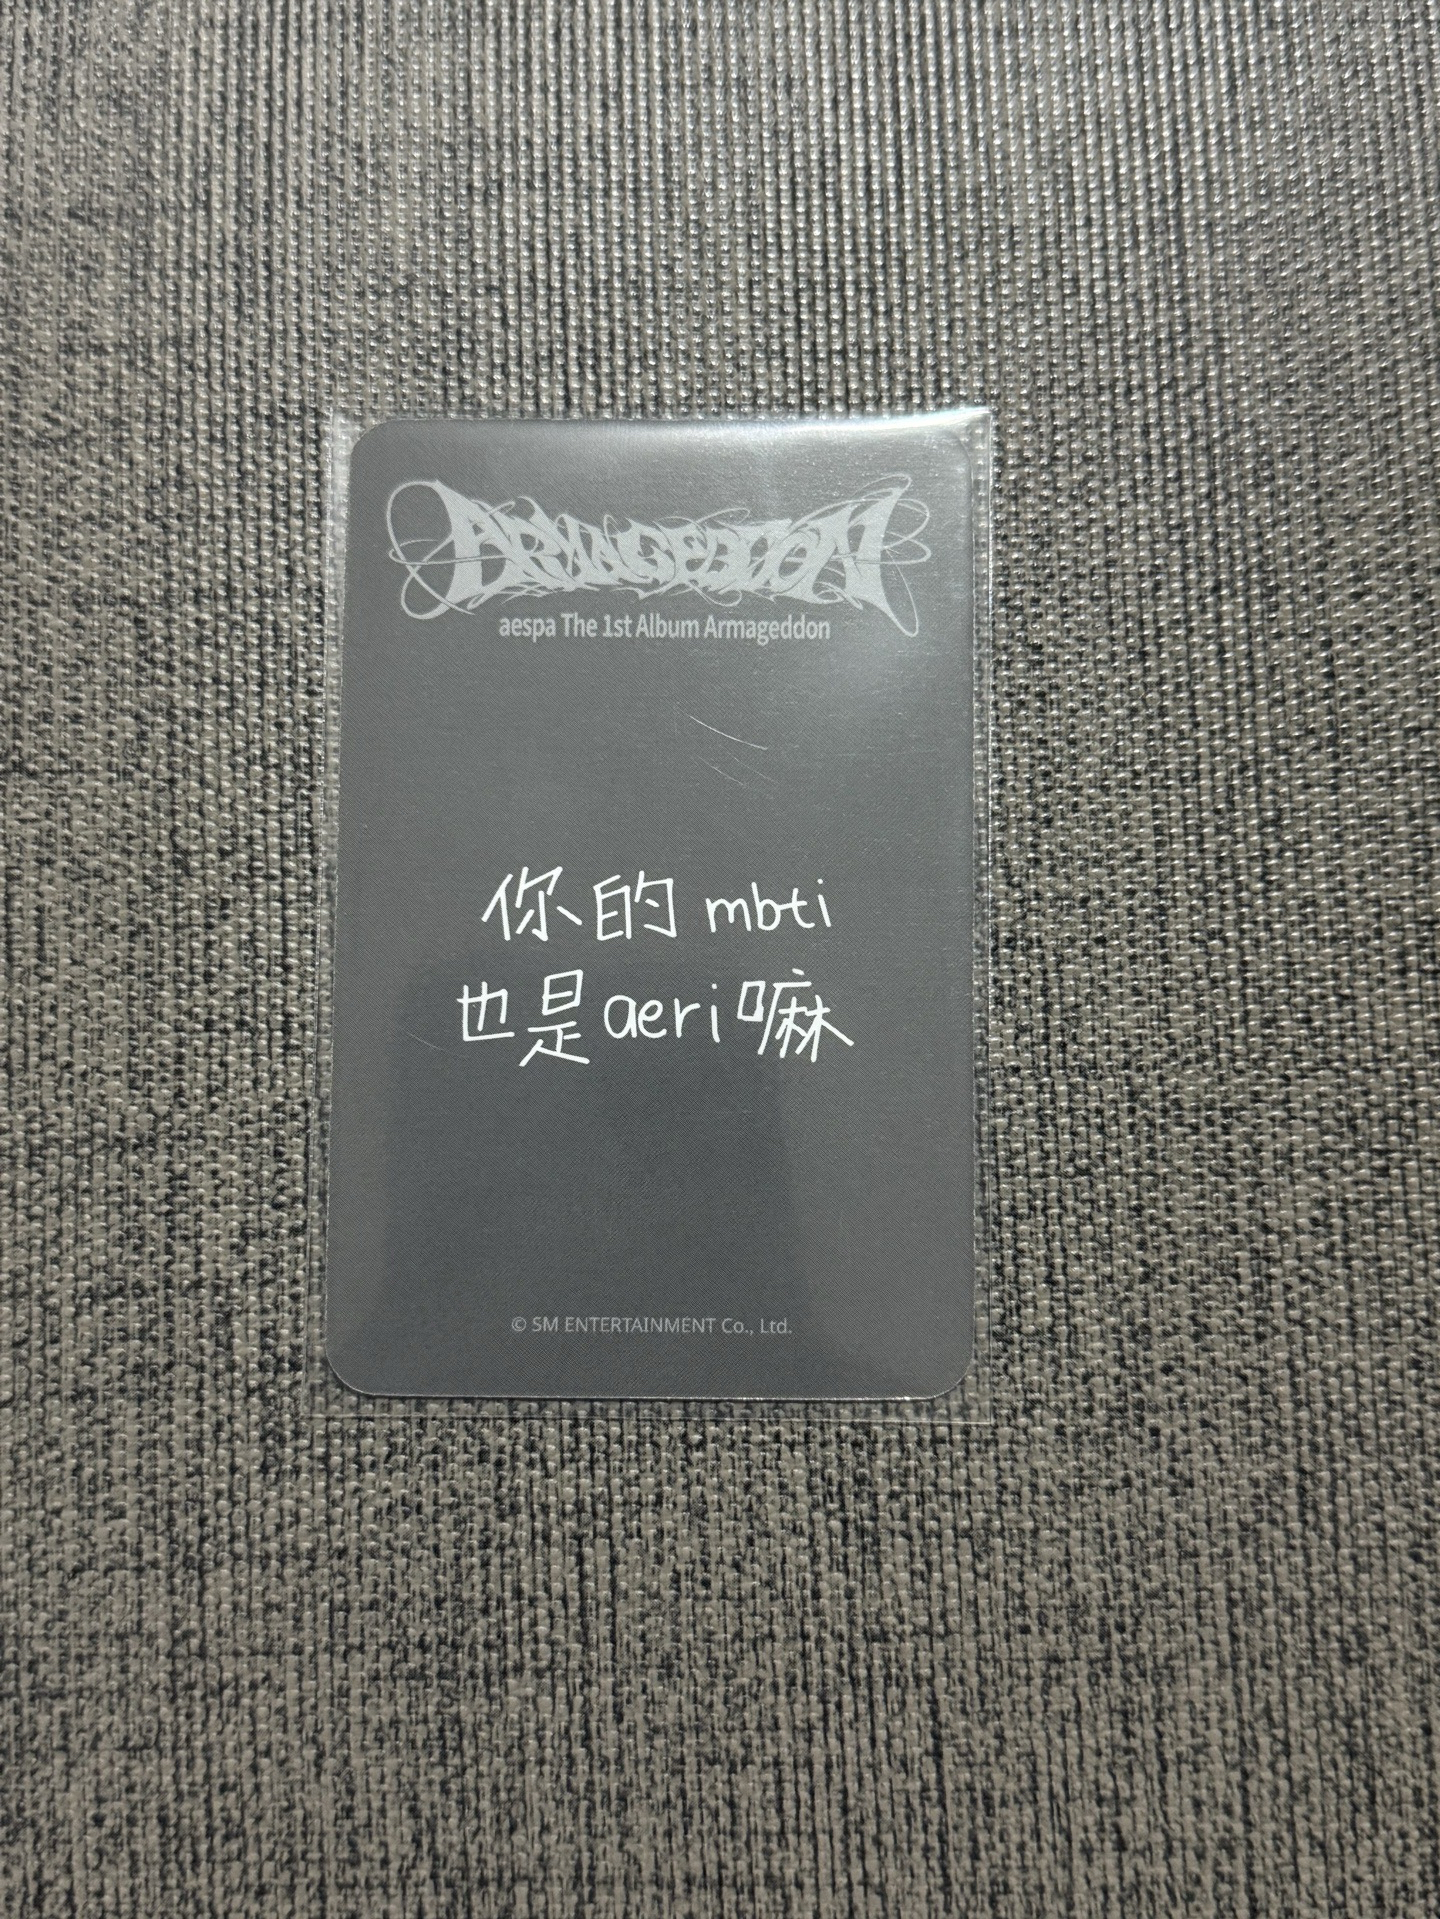 ARMAGEDDON
aespa The 1st Album Armageddon
你的 mbti
也是aeri嘛
© SM ENTERTAINMENT Co., Ltd.